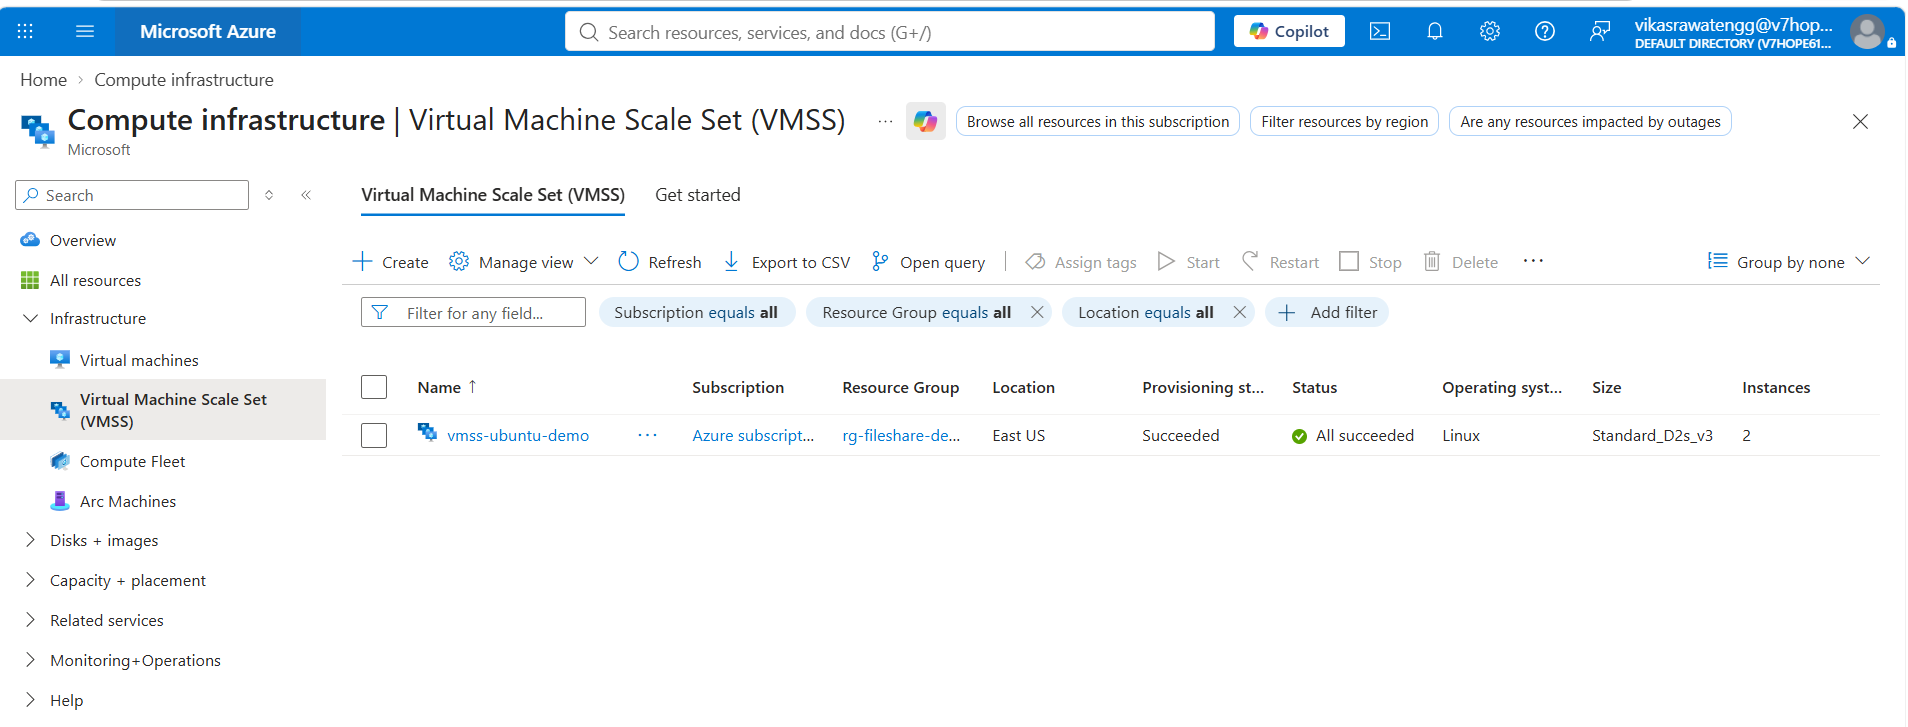 Microsoft Azure
Search resources, services, and docs (G+/)
Copilot
vikasrawatengg@v7hop...
DEFAULT DIRECTORY (V7HOPE61...
Home > Compute infrastructure
Compute infrastructure | Virtual Machine Scale Set (VMSS) ...
Browse all resources in this subscription
Filter resources by region
Are any resources impacted by outages
Microsoft
Search
Overview
All resources
Infrastructure
Virtual machines
Virtual Machine Scale Set
(VMSS)
Compute Fleet
Arc Machines
Disks + images
Capacity + placement
Related services
Monitoring+Operations
Help
Virtual Machine Scale Set (VMSS) Get started
Create Manage view Refresh Export to CSV Open query Assign tags Start Restart Stop Delete ... Group by none
Filter for any field... Subscription equals all Resource Group equals all Location equals all Add filter
Name ↑ Subscription Resource Group Location Provisioning st... Status Operating syst... Size Instances
vmss-ubuntu-demo ... Azure subscript... rg-fileshare-de... East US Succeeded All succeeded Linux Standard_D2s_v3 2